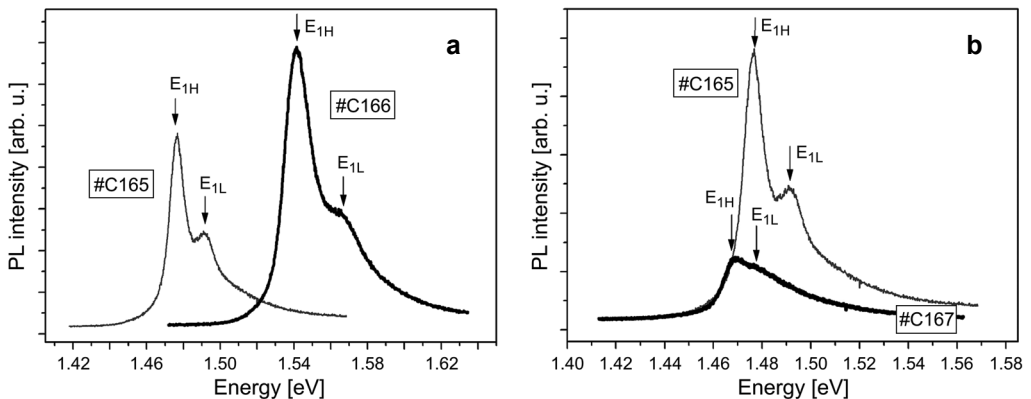 a
E1H
#C166
E1H
E1L
#C165
E1L
PL intensity [arb. u.]
1.42 1.46 1.50 1.54 1.58 1.62
Energy [eV]
b
E1H
#C165
E1L
E1H
E1L
#C167
PL intensity [arb. u.]
1.40 1.42 1.44 1.46 1.48 1.50 1.52 1.54 1.56 1.58
Energy [eV]